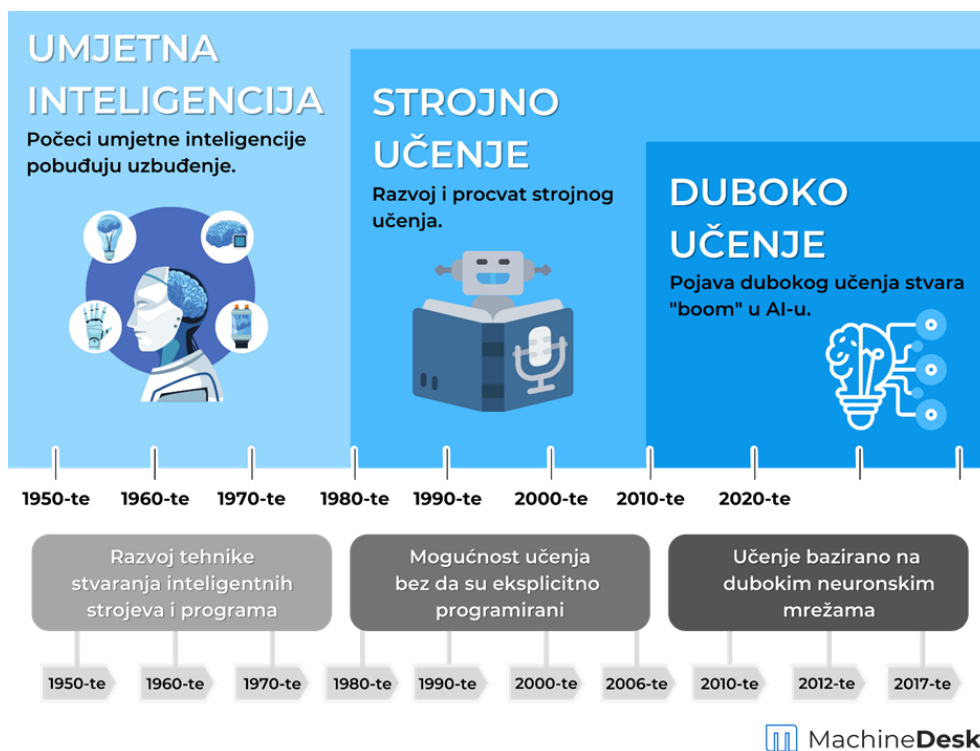 UMJETNA
INTELIGENCIJA
Počeci umjetne inteligencije
pobuđuju uzbuđenje.
STROJNO
UČENJE
Razvoj i procvat strojnog
učenja.
DUBOKO
UČENJE
Pojava dubokog učenja stvara
"boom" u AI-u.
1950-te 1960-te 1970-te 1980-te 1990-te 2000-te 2010-te 2020-te
Razvoj tehnike
stvaranja inteligentnih
strojeva i programa
Mogućnost učenja
bez da su eksplicitno
programirani
Učenje bazirano na
dubokim neuronskim
mrežama
1950-te 1960-te 1970-te 1980-te 1990-te 2000-te 2006-te 2010-te 2012-te 2017-te
MachineDesk